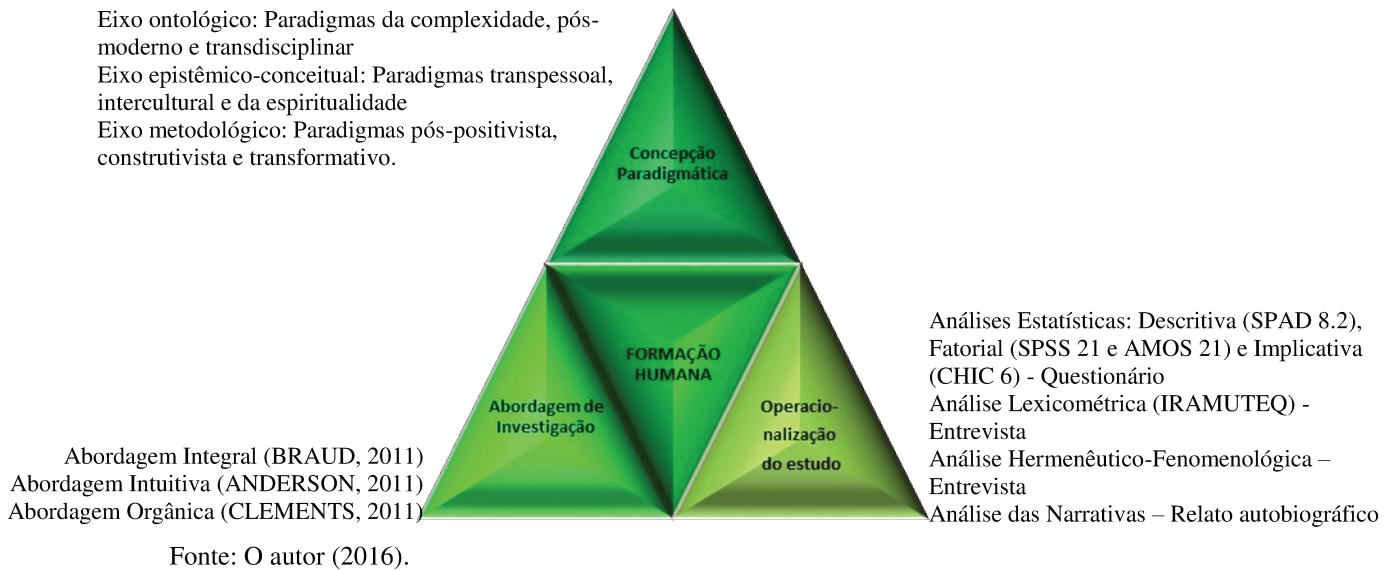 Eixo ontológico: Paradigmas da complexidade, pós-
moderno e transdisciplinar
Eixo epistêmico-conceitual: Paradigmas transpessoal,
intercultural e da espiritualidade
Eixo metodológico: Paradigmas pós-positivista,
construtivista e transformativo.
Concepção
Paradigmática
FORMAÇÃO
HUMANA
Abordagem de
Investigação
Operacio-
nalização
do estudo
Abordagem Integral (BRAUD, 2011)
Abordagem Intuitiva (ANDERSON, 2011)
Abordagem Orgânica (CLEMENTS, 2011)
Análises Estatísticas: Descritiva (SPAD 8.2),
Fatorial (SPSS 21 e AMOS 21) e Implicativa
(CHIC 6) - Questionário
Análise Lexicométrica (IRAMUTEQ) -
Entrevista
Análise Hermenêutico-Fenomenológica –
Entrevista
Análise das Narrativas – Relato autobiográfico
Fonte: O autor (2016).